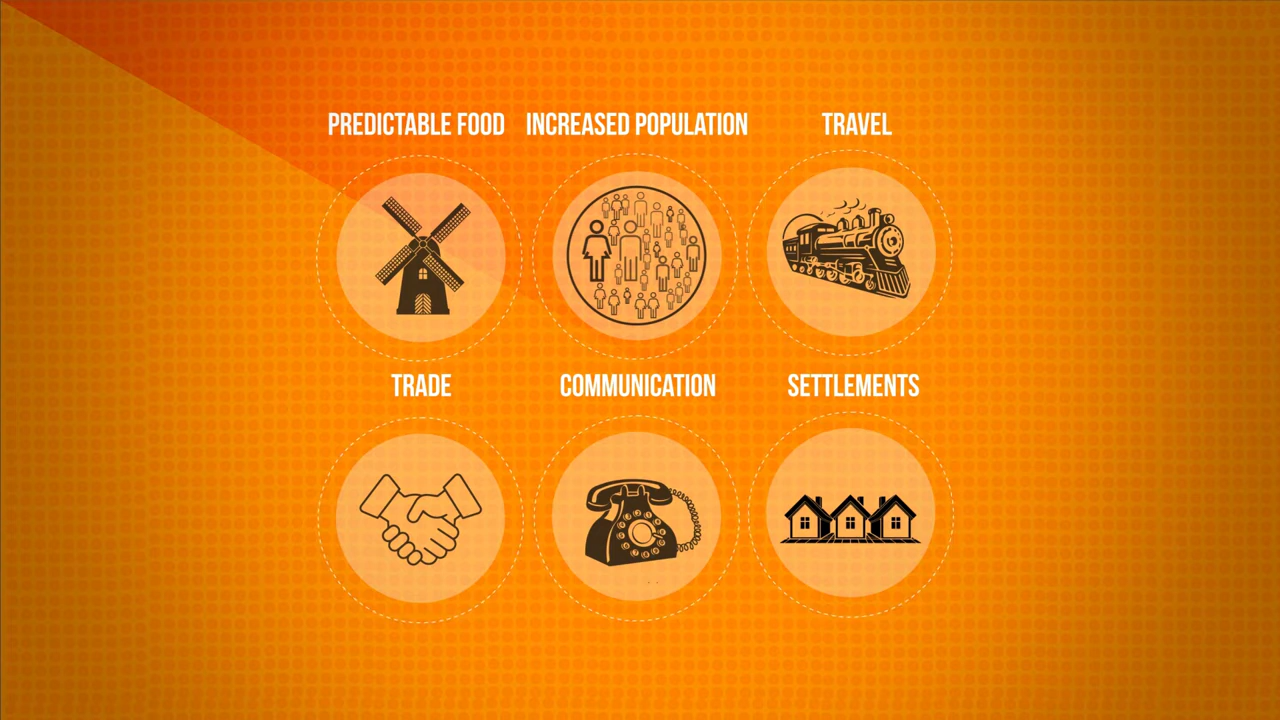 PREDICTABLE FOOD
INCREASED POPULATION
TRAVEL
TRADE
COMMUNICATION
SETTLEMENTS